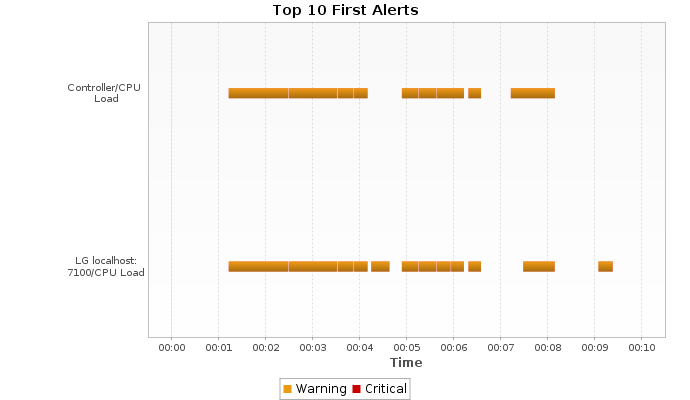 Top 10 First Alerts
Controller/CPU
Load
LG localhost:
7100/CPU Load
00:00 00:01 00:02 00:03 00:04 00:05 00:06 00:07 00:08 00:09 00:10
Time
Warning Critical